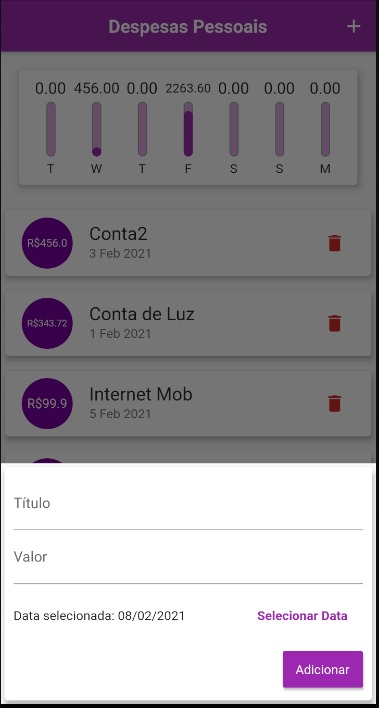 Despesas Pessoais +
0.00 456.00 0.00 2263.60 0.00 0.00 0.00
T W T F S S M
R$456.0
Conta2
3 Feb 2021
R$343.72
Conta de Luz
1 Feb 2021
R$99.9
Internet Mob
5 Feb 2021
Título
Valor
Data selecionada: 08/02/2021 Selecionar Data
Adicionar